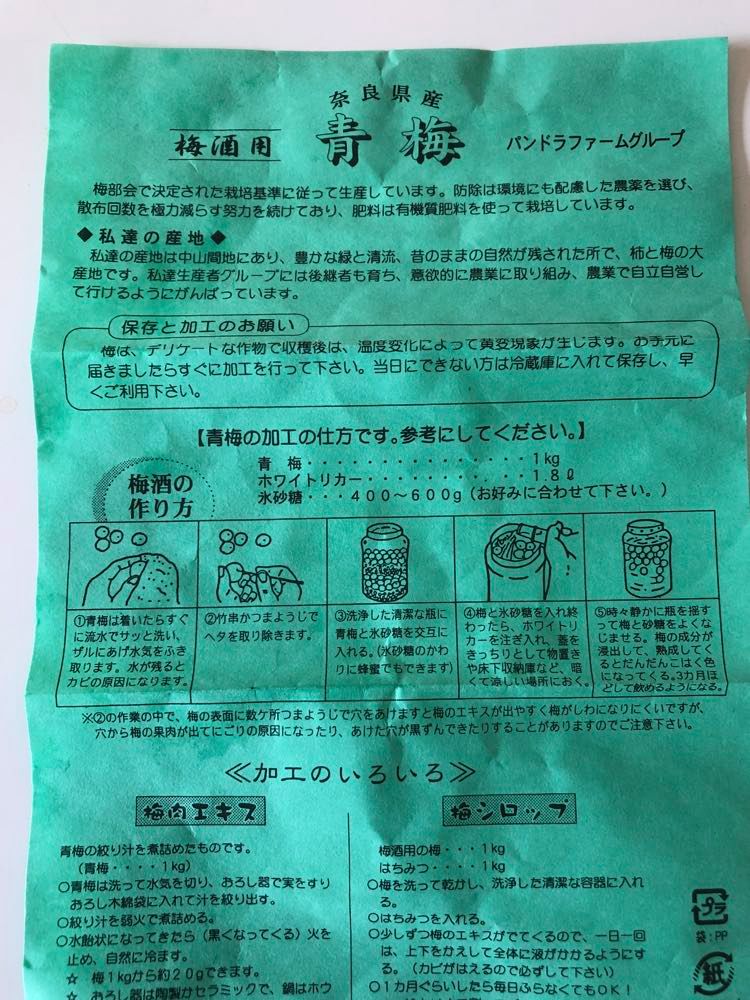 奈良県産
梅酒用 青梅 パンドラファームグループ
梅部会で決定された栽培基準に従って生産しています。防除は環境にも配慮した農薬を選び、
散布回数を極力減らす努力を続けており、肥料は有機質肥料を使って栽培しています。
◆私達の産地◆
私達の産地は中山間地にあり、豊かな緑と清流、昔のままの自然が残された所で、柿と梅の大
産地です。私達生産者グループには後継者も育ち、意欲的に農業に取り組み、農業で自立自営し
て行けるようにがんばっています。
保存と加工のお願い
梅は、デリケートな作物で収穫後は、温度変化によって黄変現象が生じます。お手元に
届きましたらすぐに加工を行って下さい。当日にできない方は冷蔵庫に入れて保存し、早
くご利用下さい。
【青梅の加工の仕方です。参考にしてください。】
梅酒の
作り方
青梅・・・・・・・・・・・・・・・1kg
ホワイトリカー・・・・・・・・・・・1.8ℓ
氷砂糖・・・400〜600g(お好みに合わせて下さい。)
①青梅は着いたらすぐ
に流水でサッと洗い、
ザルにあげ水気をふき
取ります。水が残ると
カビの原因になります。
②竹串かつまようじで
ヘタを取り除きます。
③洗浄した清潔な瓶に
青梅と氷砂糖を交互に
入れる。(氷砂糖のかわ
りに蜂蜜でもできます)
④梅と氷砂糖を入れ終
わったら、ホワイトリ
カーを注ぎ入れ、蓋を
きっちりとして物置き
や床下収納庫など、暗
くて涼しい場所におく。
⑤時々静かに瓶を揺す
って梅と砂糖をよくな
じませる。梅の成分が
浸出して、熟成してく
るとだんだんこはく色
になってくる。3カ月ほ
どして飲めるようになる。
※②の作業の中で、梅の表面に数ケ所つまようじで穴をあけますと梅のエキスが出やすく梅がしわになりにくいですが、
穴から梅の果肉が出てにごりの原因になったり、あけた穴が黒ずんできたりすることがありますのでご注意下さい。
≪加工のいろいろ≫
梅肉エキス
青梅の絞り汁を煮詰めたものです。
(青梅・・・・1kg)
○青梅は洗って水気を切り、おろし器で実をすり
おろし木綿袋に入れて汁を絞り出す。
○絞り汁を弱火で煮詰める。
○水飴状になってきたら(黒くなってくる)火を
止め、自然に冷ます。
☆ 梅1kgから約20gできます。
☆ おろし器は陶製かセラミックで、鍋はホウ
梅シロップ
梅酒用の梅・・・1kg
はちみつ・・・・1kg
○梅を洗って乾かし、洗浄した清潔な容器に入れ
る。
○はちみつを入れる。
○少しずつ梅のエキスがでてくるので、一日一回
は、上下をかえして全体に液がかかるようにす
る。(カビがはえるので必ずして下さい)
○1カ月ぐらいしたら毎日ふらなくてもOK!
プラ
袋:PP
紙